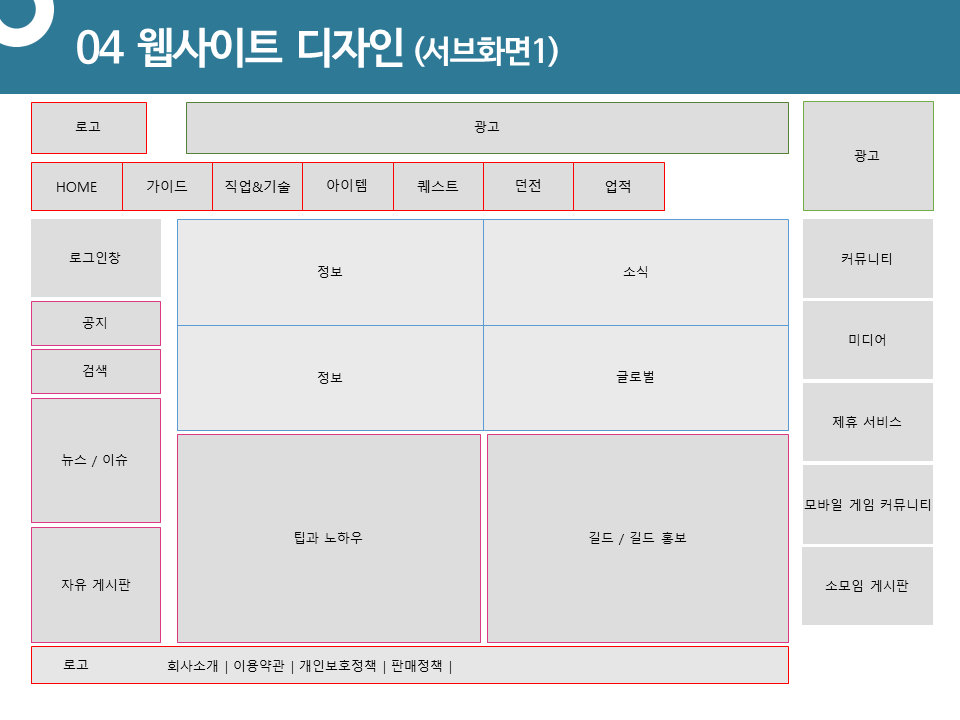 04 웹사이트 디자인 (서브화면1)
로고
광고
광고
HOME
가이드
직업&기술
아이템
퀘스트
던전
업적
로그인창
공지
검색
뉴스 / 이슈
자유 게시판
정보
소식
정보
글로벌
팁과 노하우
길드 / 길드 홍보
커뮤니티
미디어
제휴 서비스
모바일 게임 커뮤니티
소모임 게시판
로고
회사소개 | 이용약관 | 개인보호정책 | 판매정책 |